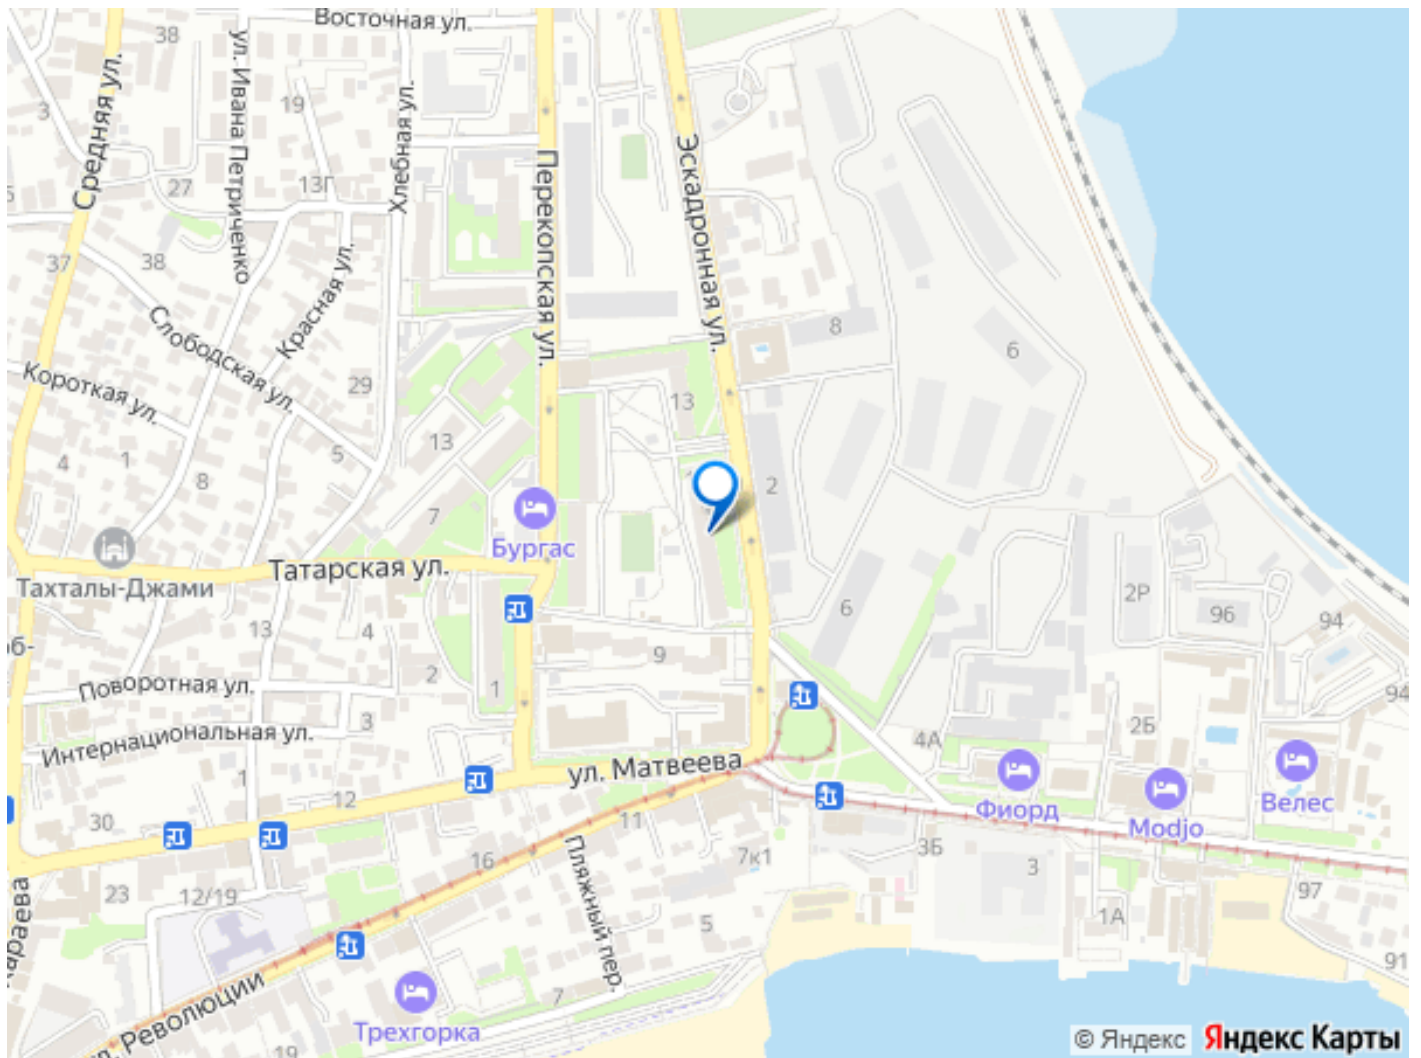 Восточная ул.
38
38
Средняя ул.
3
ул. Ивана Петриченко
19
Хлебная ул.
13Г
27
Перекопская ул.
Эскадронная ул.
37
38
Красная ул.
Слободская ул.
8
6
Короткая ул.
29
13
13
4
1
5
8
2
7
Бургас
Татарская ул.
Тахталы-Джами
13
4
6
2Р
96
94
об-
9
2
1
Поворотная ул.
3
94
Интернациональная ул.
2Б
4А
1
ул. Матвеева
Фиорд
Modjo
Велес
12
30
11
16
7к1
3Б
3
23
12/19
Пляжный пер.
97
1А
5
Караева
91
7
ул. Революции
Трехгорка
19
© Яндекс Яндекс Карты